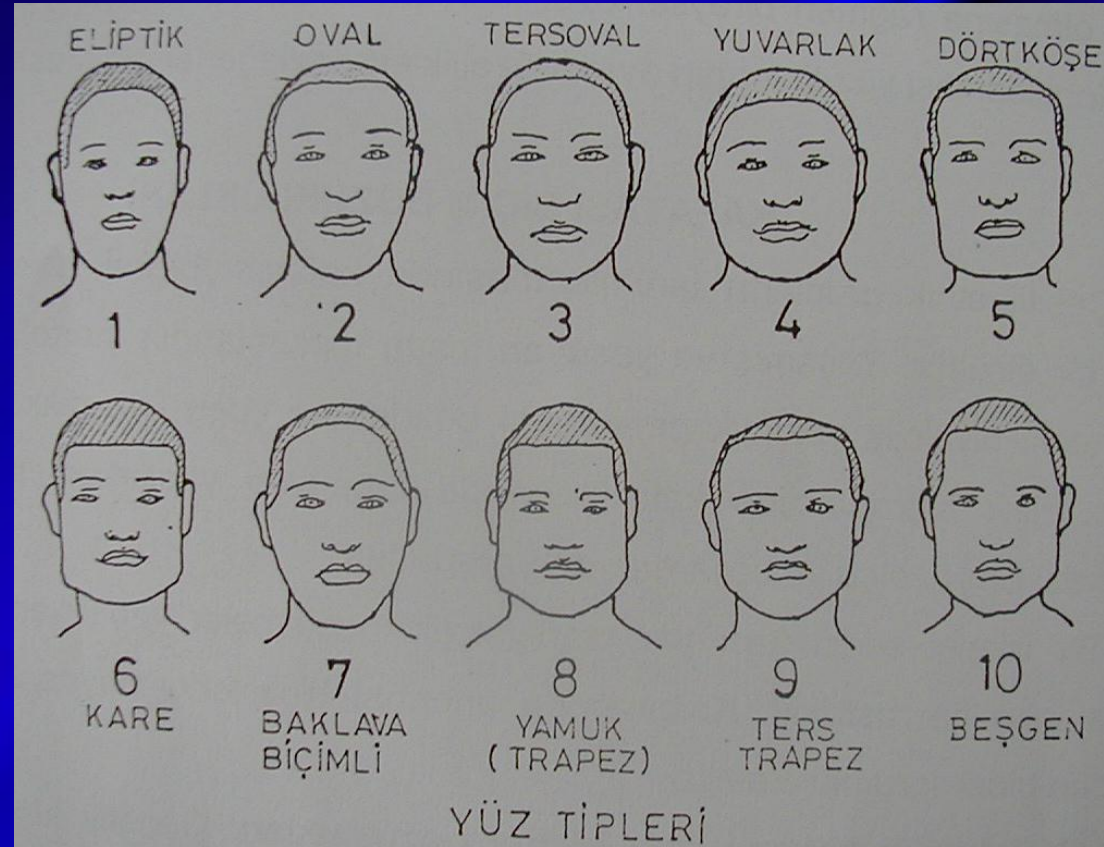 ELİPTİK OVAL TERSOVAL YUVARLAK DÖRTKÖŞE
1 2 3 4 5
6 7 8 9 10
KARE BAKLAVA BİÇİMLİ YAMUK (TRAPEZ) TERS TRAPEZ BEŞGEN
YÜZ TİPLERİ